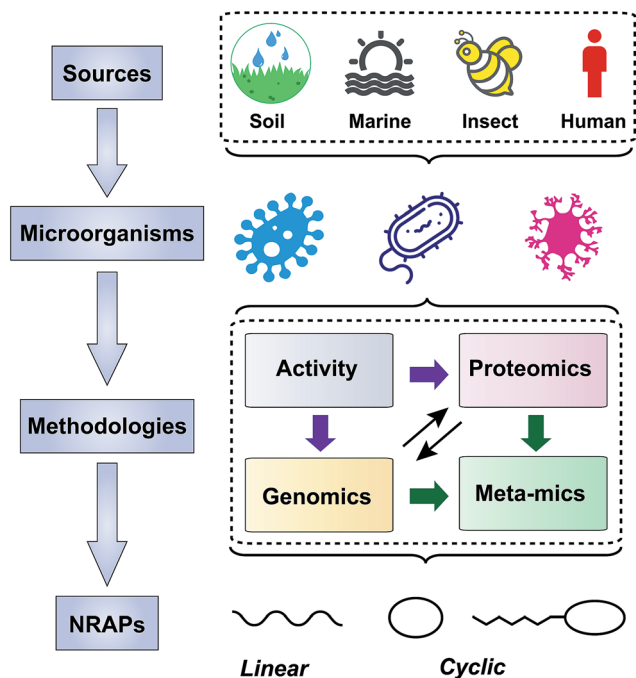 Sources
Soil
Marine
Insect
Human
Microorganisms
Methodologies
Activity
Proteomics
Genomics
Meta-mics
NRAPs
Linear
Cyclic